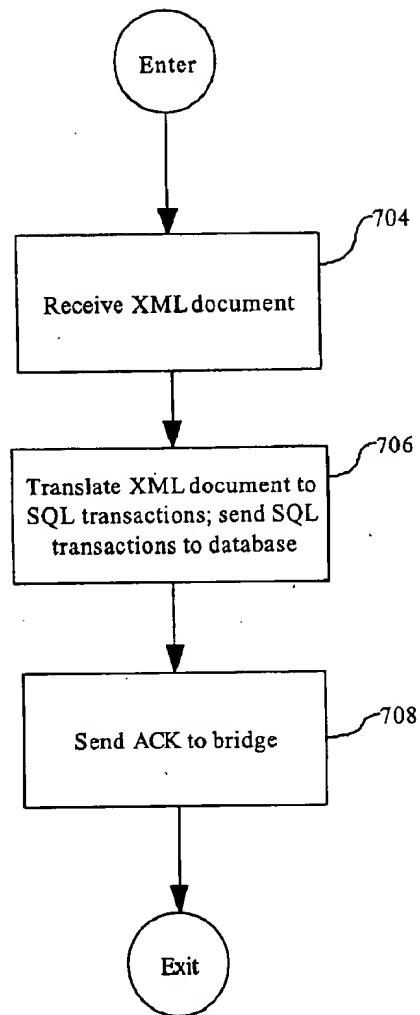 Enter
704
Receive XML document
706
Translate XML document to
SQL transactions; send SQL
transactions to database
708
Send ACK to bridge
Exit